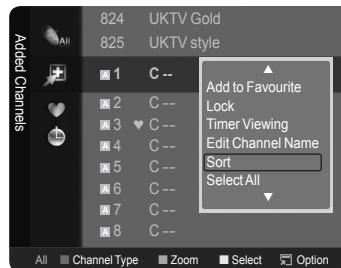 824 UKTV Gold
All
825 UKTV style
Added Channels
A 1 C --
A 2 C --
A 3 ♥ C --
A 4 C --
A 5 C --
A 6 C --
A 7 C --
A 8 C --
▲
Add to Favourite
Lock
Timer Viewing
Edit Channel Name
Sort
Select All
▼
All Channel Type Zoom Select Option